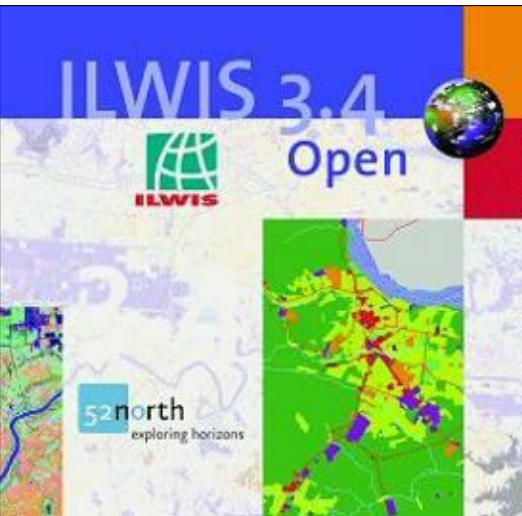 ILWIS 3.4
Open
ILWIS
52north
exploring horizons